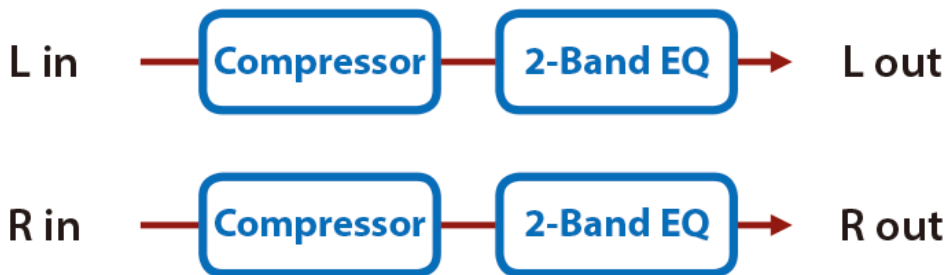 L in Compressor 2-Band EQ L out
R in Compressor 2-Band EQ R out